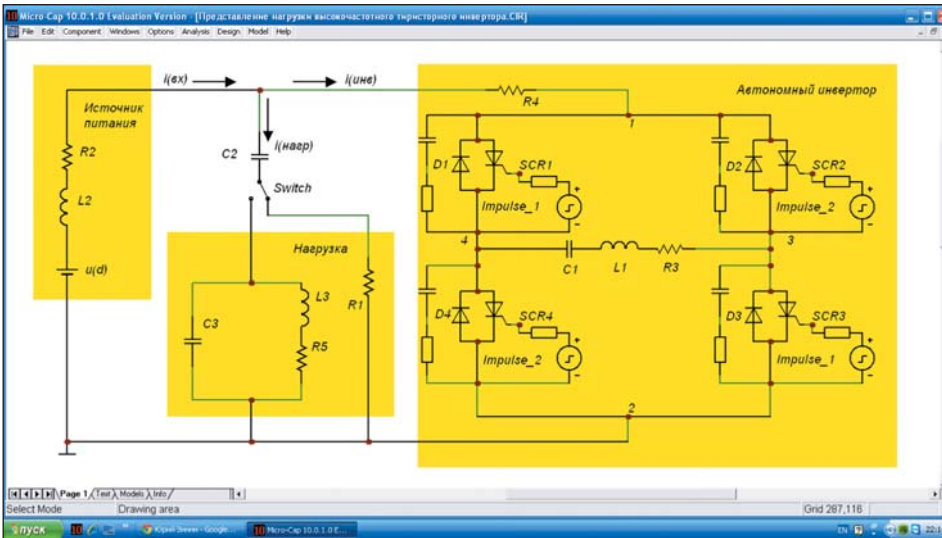 Micro-Cap 10.0.1.0 Evaluation Version - [Представление нагрузки высокочастотного тиристорного инвертора.CIR]
File Edit Component Windows Options Analysis Design Model Help
i(вх)
i(инв)
Источник питания
R2
L2
u(d)
C2
i(нагр)
Switch
Нагрузка
C3
L3
R5
R1
R4
Автономный инвертор
1
D1
SCR1
Impulse_1
D2
SCR2
Impulse_2
4
3
C1
L1
R3
D4
SCR4
Impulse_2
D3
SCR3
Impulse_1
2
Page 1 Text Models Info
Select Mode
Drawing area
Grid 287,116
пуск
Google...
Micro-Cap 10.0.1.0 E...
EN